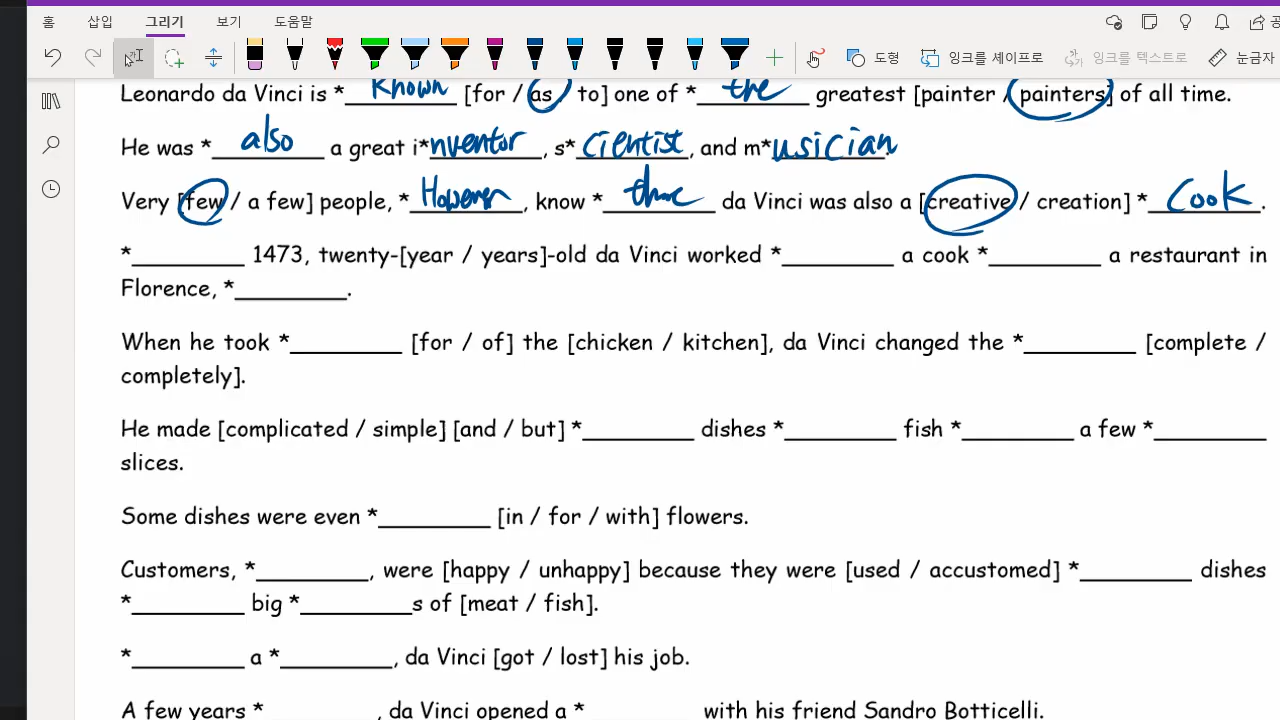 홈 삽입 그리기 보기 도움말 공
도형 잉크를 셰이프로 잉크를 텍스트로 눈금자
Leonardo da Vinci is *known [for / as / to] one of *the greatest [painter / painters] of all time.
He was *also a great i*nventor, s*cientist, and m*usician.
Very [few / a few] people, *However, know * da Vinci was also a [creative / creation] *cook.
*_________ 1473, twenty-[year / years]-old da Vinci worked *_________ a cook *_________ a restaurant in
Florence, *_________.
When he took *_________ [for / of] the [chicken / kitchen], da Vinci changed the *_________ [complete /
completely].
He made [complicated / simple] [and / but] *_________ dishes *_________ fish *_________ a few *_________
slices.
Some dishes were even *_________ [in / for / with] flowers.
Customers, *_________, were [happy / unhappy] because they were [used / accustomed] *_________ dishes
*_________ big *_________s of [meat / fish].
*_________ a *_________, da Vinci [got / lost] his job.
A few years *_________, da Vinci opened a *_________ with his friend Sandro Botticelli.